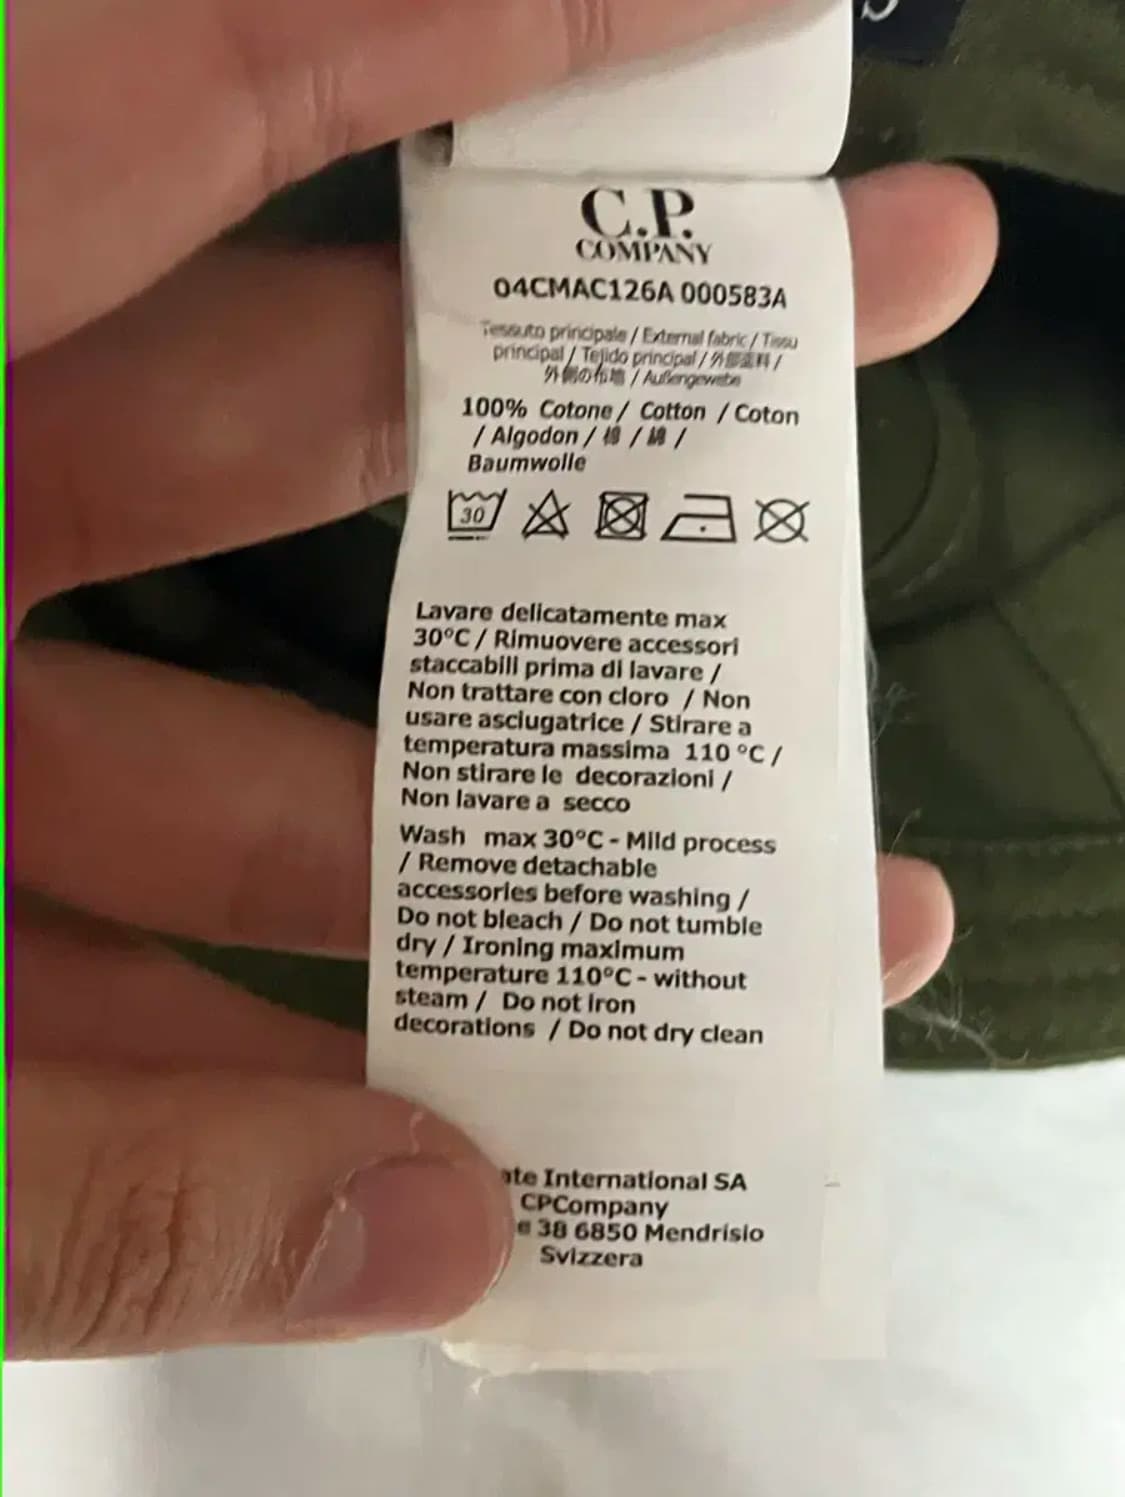 C.P.
COMPANY
04CMAC126A 000583A
Tessuto principale / External fabric / Tissu
principal / Tejido principal / 外部面料 /
外側の布地 / Außengewebe
100% Cotone / Cotton / Coton
/ Algodon / 棉 / 綿 /
Baumwolle
30
Lavare delicatamente max
30°C / Rimuovere accessori
staccabili prima di lavare /
Non trattare con cloro / Non
usare asciugatrice / Stirare a
temperatura massima 110 °C /
Non stirare le decorazioni /
Non lavare a secco
Wash max 30°C - Mild process
/ Remove detachable
accessories before washing /
Do not bleach / Do not tumble
dry / Ironing maximum
temperature 110°C - without
steam / Do not iron
decorations / Do not dry clean
International SA
CPCompany
38 6850 Mendrisio
Svizzera